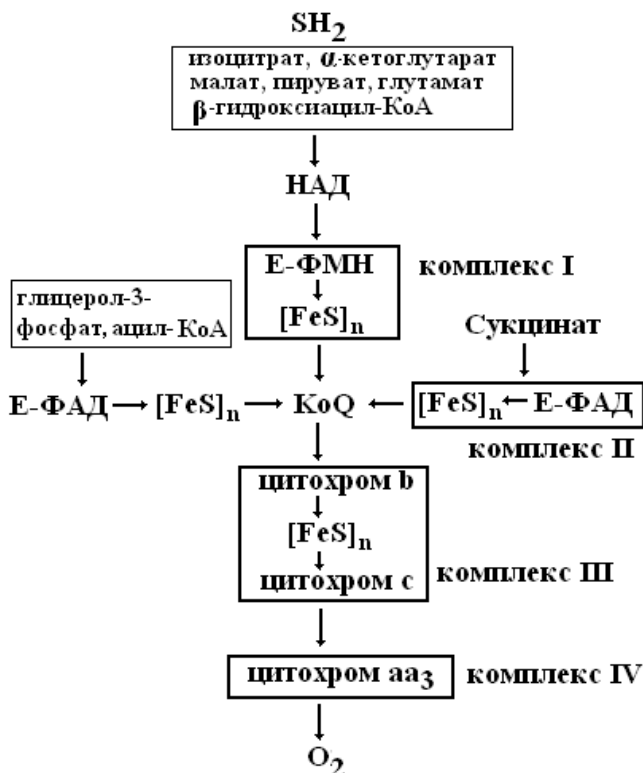 SH2
изоцитрат, α-кетоглутарат
малат, пируват, глутамат
β-гидроксиацил-КоА
НАД
Е-ФМН
комплекс I
[FeS]n
глицерол-3-
фосфат, ацил-КоА
Сукцинат
Е-ФАД
[FeS]n
KoQ
[FeS]n
Е-ФАД
комплекс II
цитохром b
[FeS]n
цитохром c
комплекс III
цитохром aa3
комплекс IV
O2